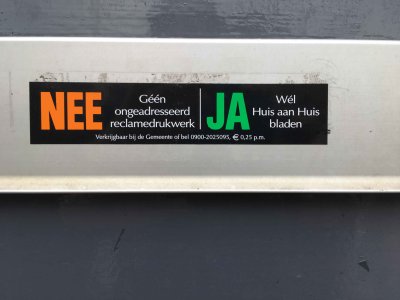 NEE
Géén
ongeadresseerd
reclamedrukwerk
JA
Wél
Huis aan Huis
bladen
Verkrijgbaar bij de Gemeente of bel 0900-2025095, € 0,25 p.m.